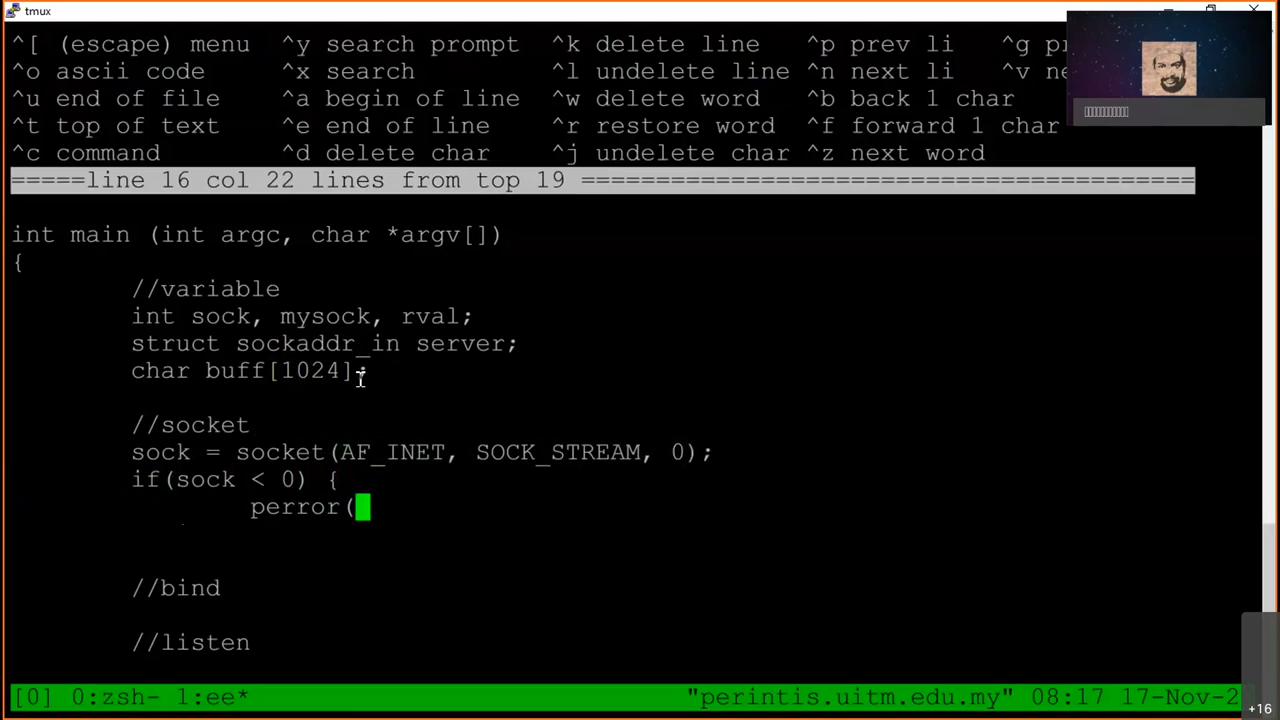 tmux
^[ (escape) menu ^y search prompt ^k delete line ^p prev li ^g
^o ascii code ^x search ^l undelete line ^n next li ^v
^u end of file ^a begin of line ^w delete word ^b back 1 char
^t top of text ^e end of line ^r restore word ^f forward 1 char
^c command ^d delete char ^j undelete char ^z next word
=====line 16 col 22 lines from top 19 =========================================
int main (int argc, char *argv[])
{
//variable
int sock, mysock, rval;
struct sockaddr_in server;
char buff[1024];
//socket
sock = socket(AF_INET, SOCK_STREAM, 0);
if(sock < 0) {
perror(
//bind
//listen
[0] 0:zsh- 1:ee* "perintis.uitm.edu.my" 08:17 17-Nov-2
+16